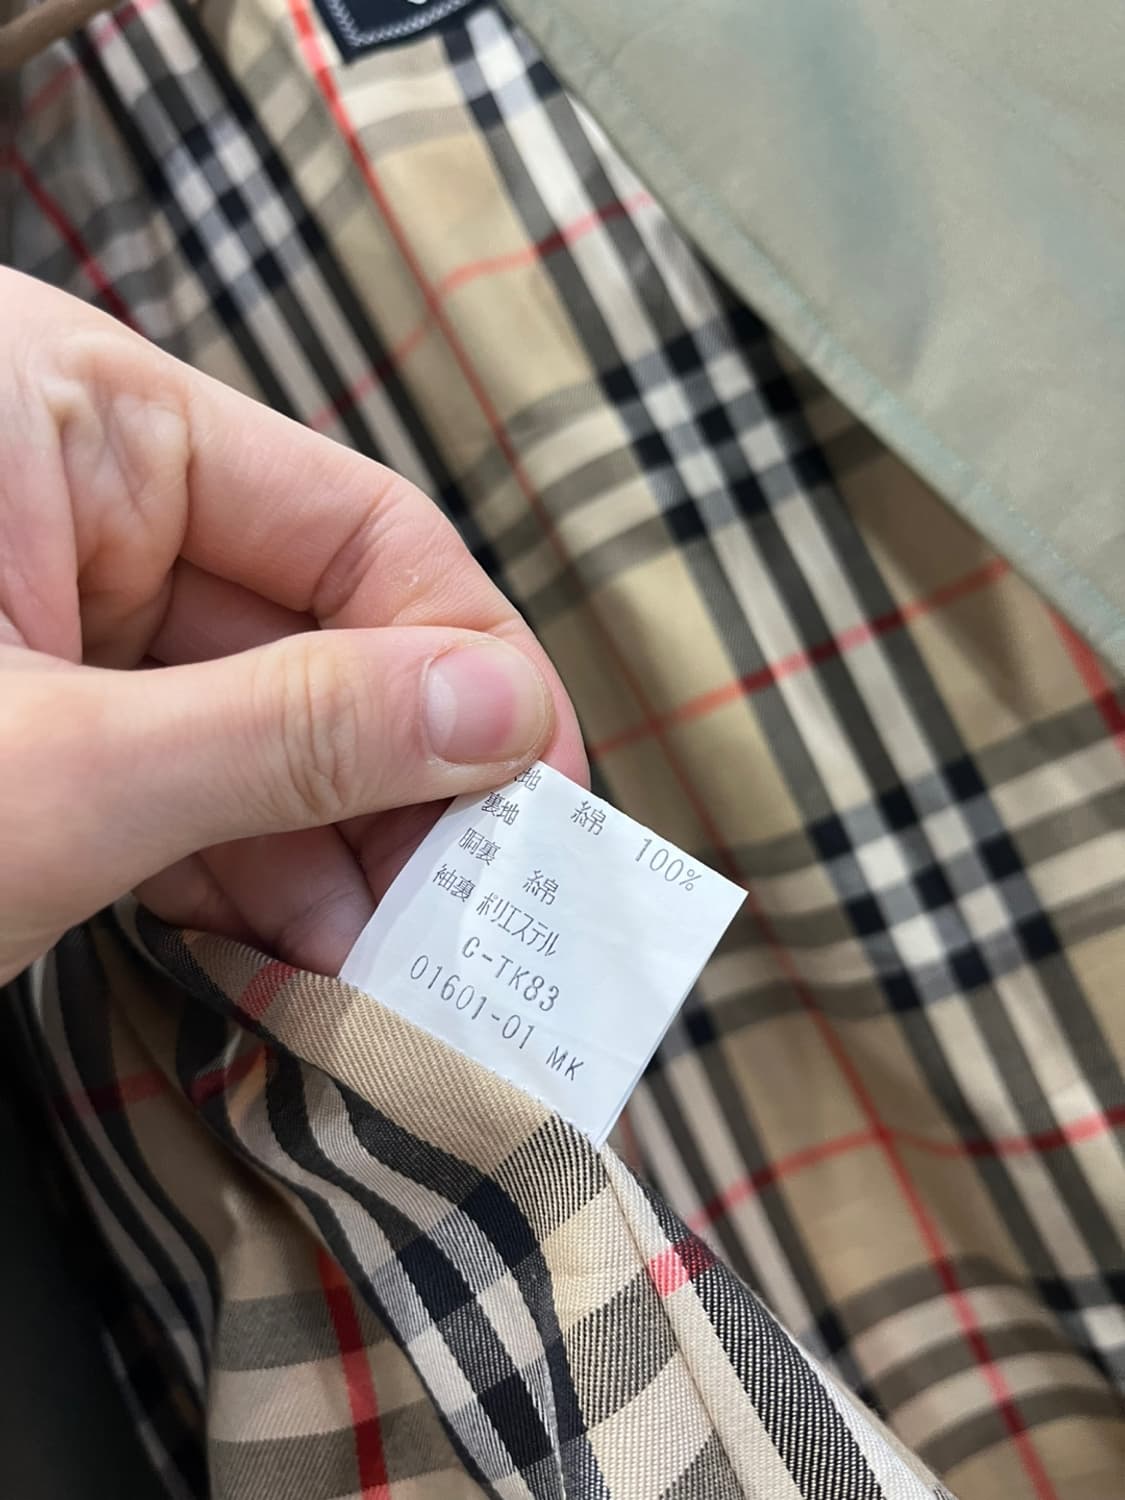 地 綿 100%
裏地
胴裏 綿
袖裏 ポリエステル
C-TK83
01601-01 MK